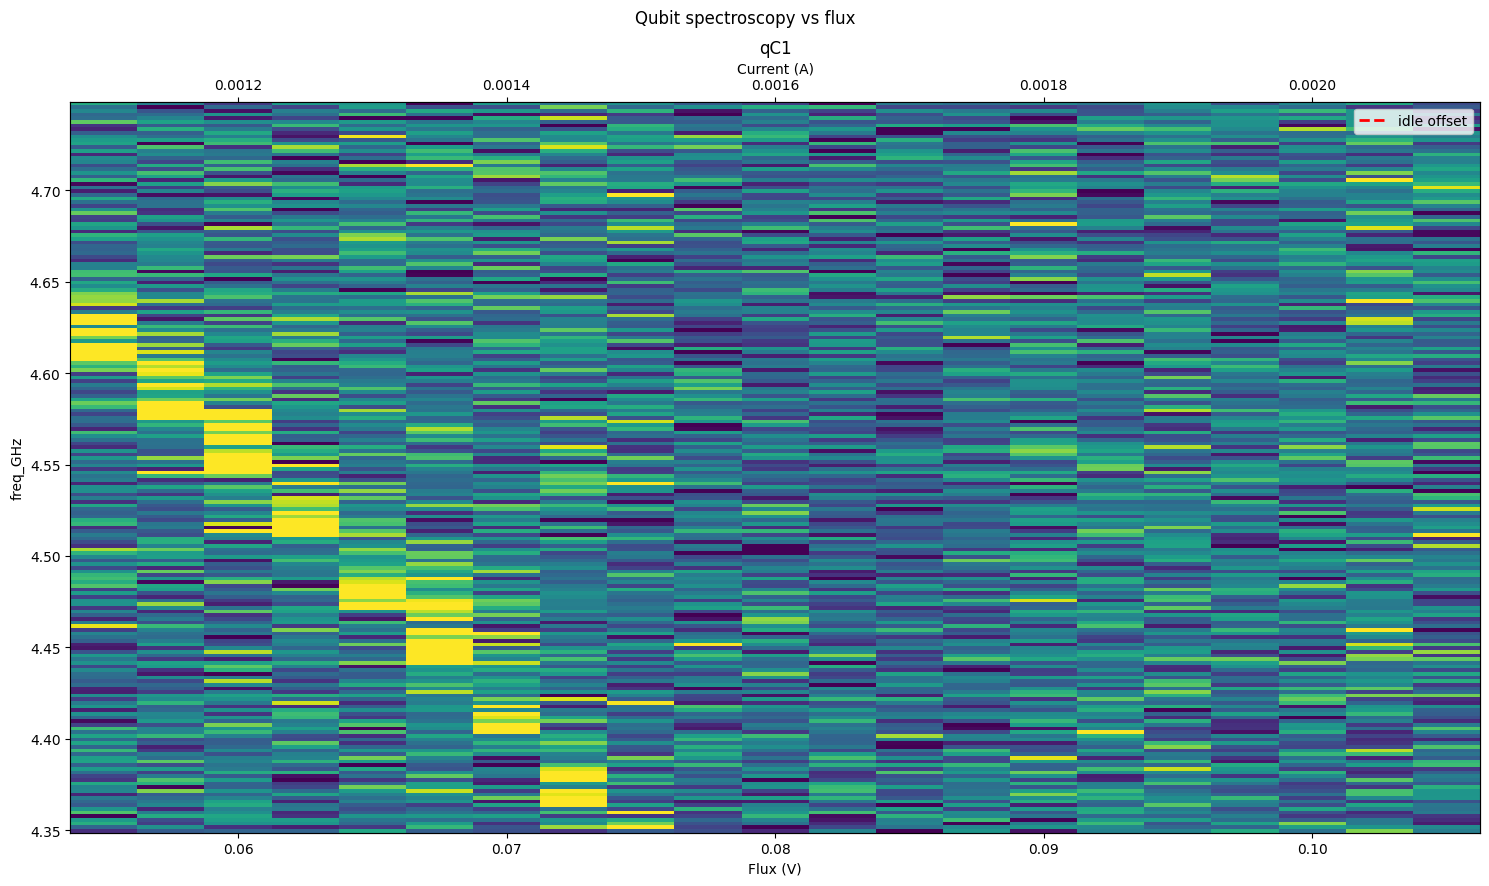 Qubit spectroscopy vs flux
qC1
Current (A)
0.0012 0.0014 0.0016 0.0018 0.0020
idle offset
freq_GHz
4.70
4.65
4.60
4.55
4.50
4.45
4.40
4.35
0.06 0.07 0.08 0.09 0.10
Flux (V)